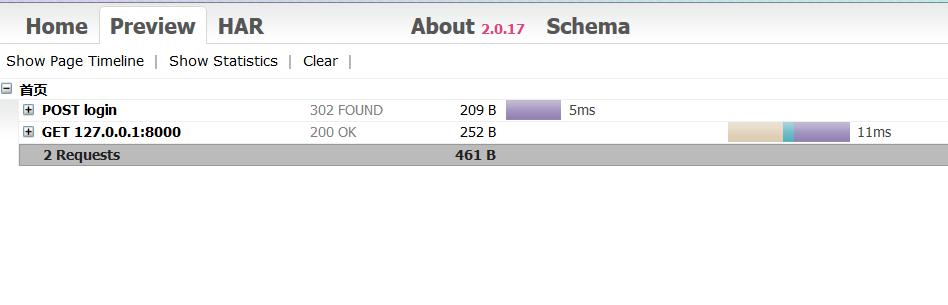 Home Preview HAR About 2.0.17 Schema
Show Page Timeline | Show Statistics | Clear |
首页
POST login 302 FOUND 209 B 5ms
GET 127.0.0.1:8000 200 OK 252 B 11ms
2 Requests 461 B